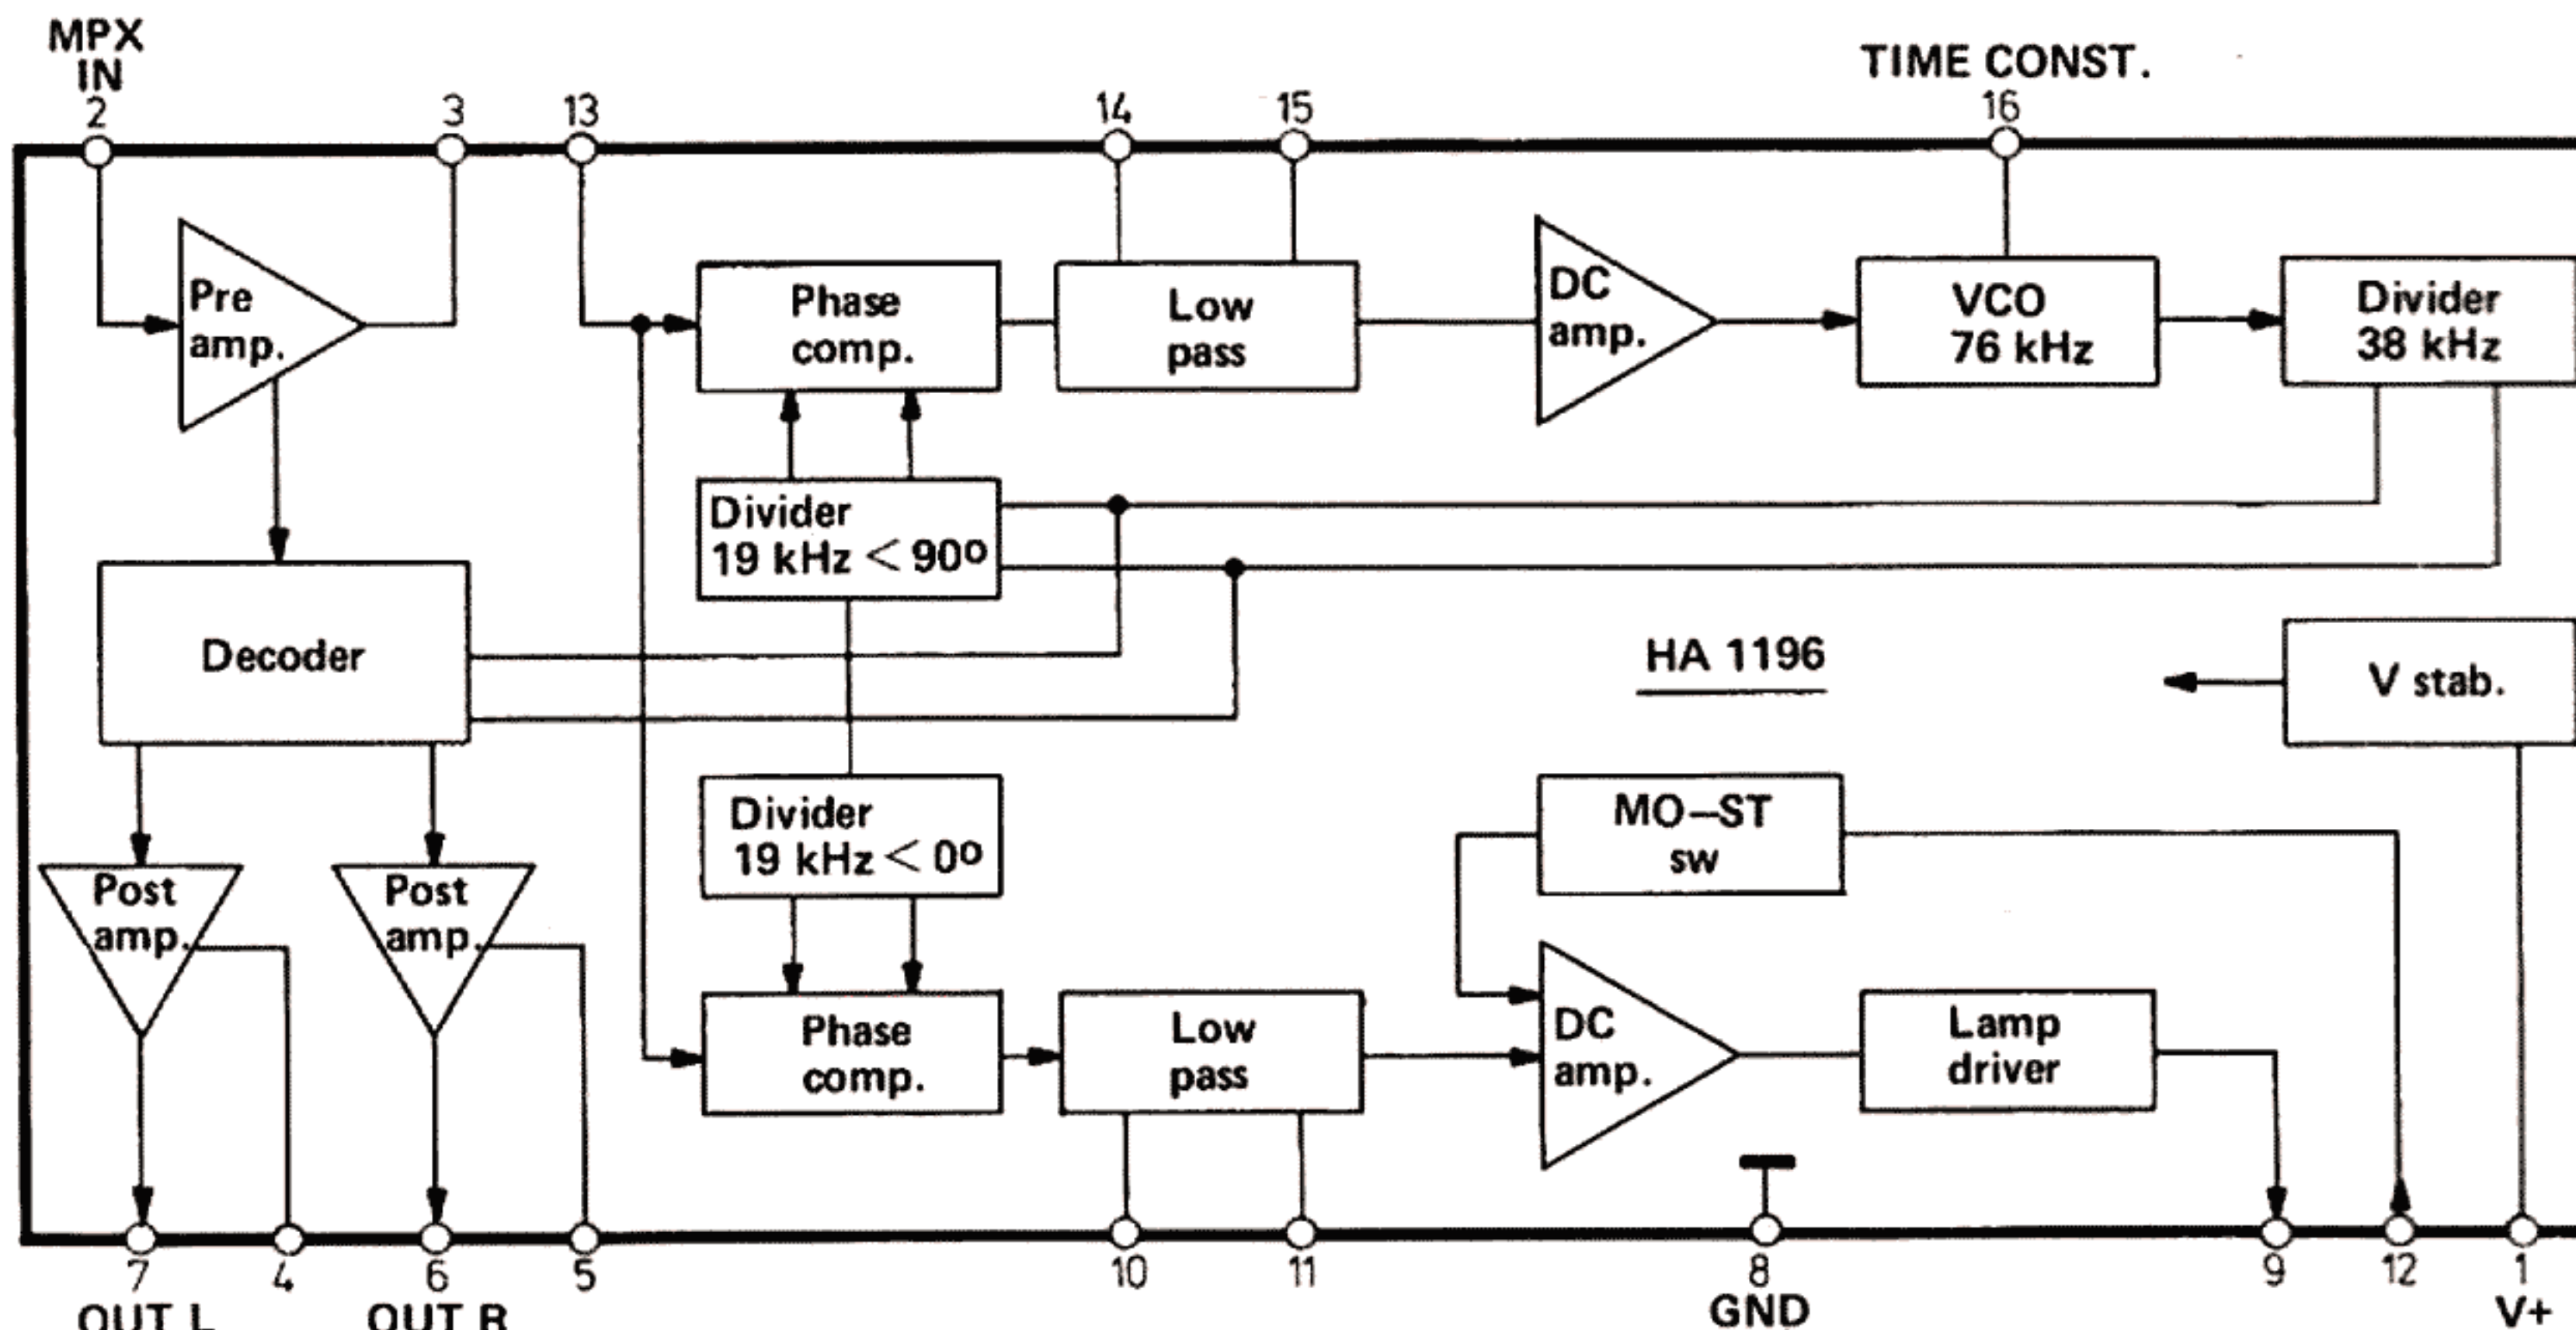 MPX
IN
2
3
13
14
15
TIME CONST.
16
Pre
amp.
Phase
comp.
Low
pass
DC
amp.
VCO
76 kHz
Divider
38 kHz
Divider
19 kHz < 90º
Decoder
HA 1196
V stab.
Divider
19 kHz < 0º
MO–ST
sw
Post
amp.
Post
amp.
Phase
comp.
Low
pass
DC
amp.
Lamp
driver
7
4
6
5
10
11
8
9
12
1
OUT L
OUT R
GND
V+